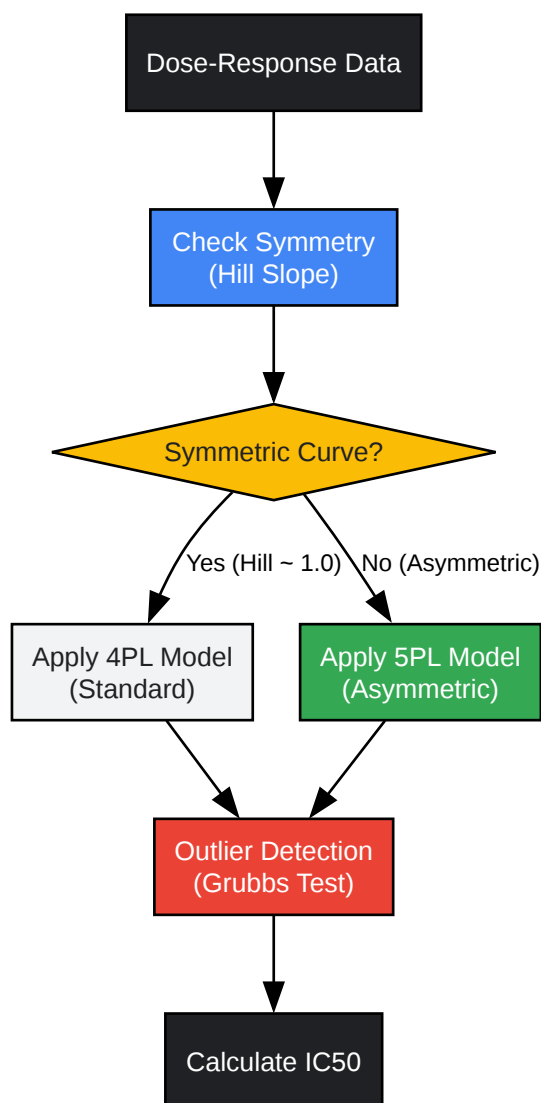 Dose-Response Data
Check Symmetry
(Hill Slope)
Symmetric Curve?
Yes (Hill ~ 1.0)
No (Asymmetric)
Apply 4PL Model
(Standard)
Apply 5PL Model
(Asymmetric)
Outlier Detection
(Grubbs Test)
Calculate IC50